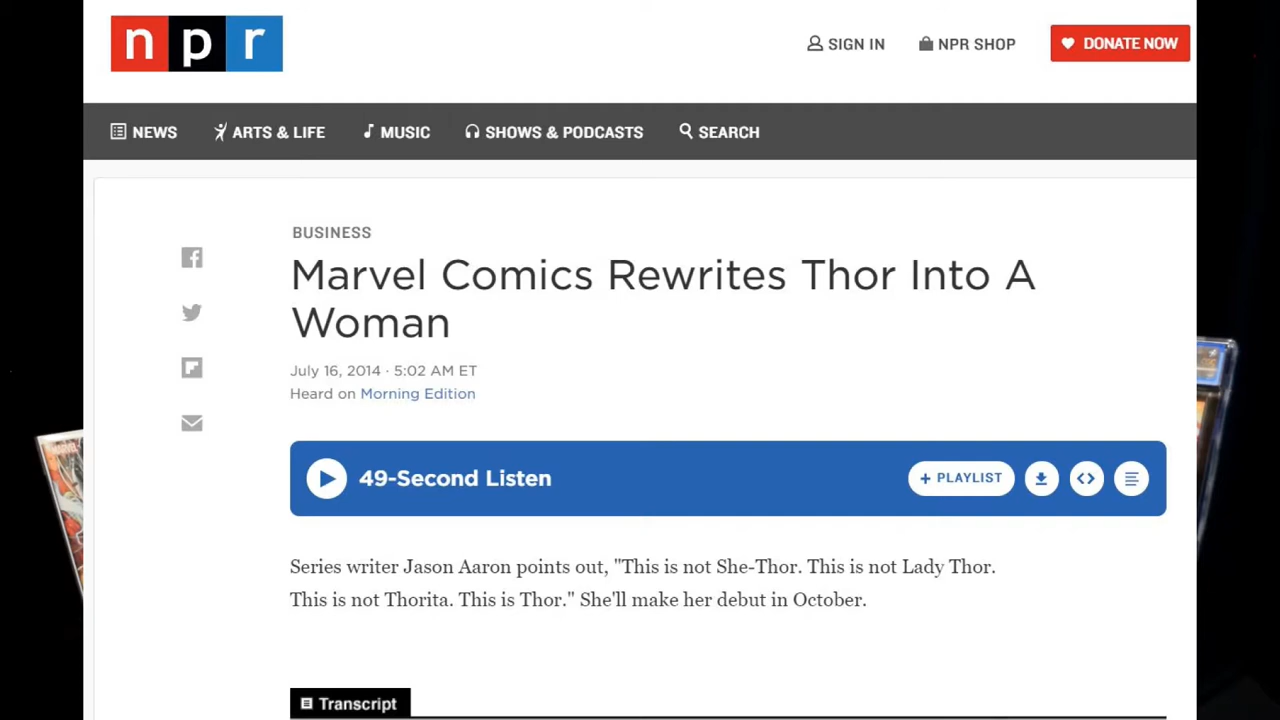 npr
SIGN IN
NPR SHOP
DONATE NOW
NEWS
ARTS & LIFE
MUSIC
SHOWS & PODCASTS
SEARCH
BUSINESS
Marvel Comics Rewrites Thor Into A
Woman
July 16, 2014 · 5:02 AM ET
Heard on Morning Edition
49-Second Listen
+ PLAYLIST
Series writer Jason Aaron points out, "This is not She-Thor. This is not Lady Thor.
This is not Thorita. This is Thor." She'll make her debut in October.
Transcript